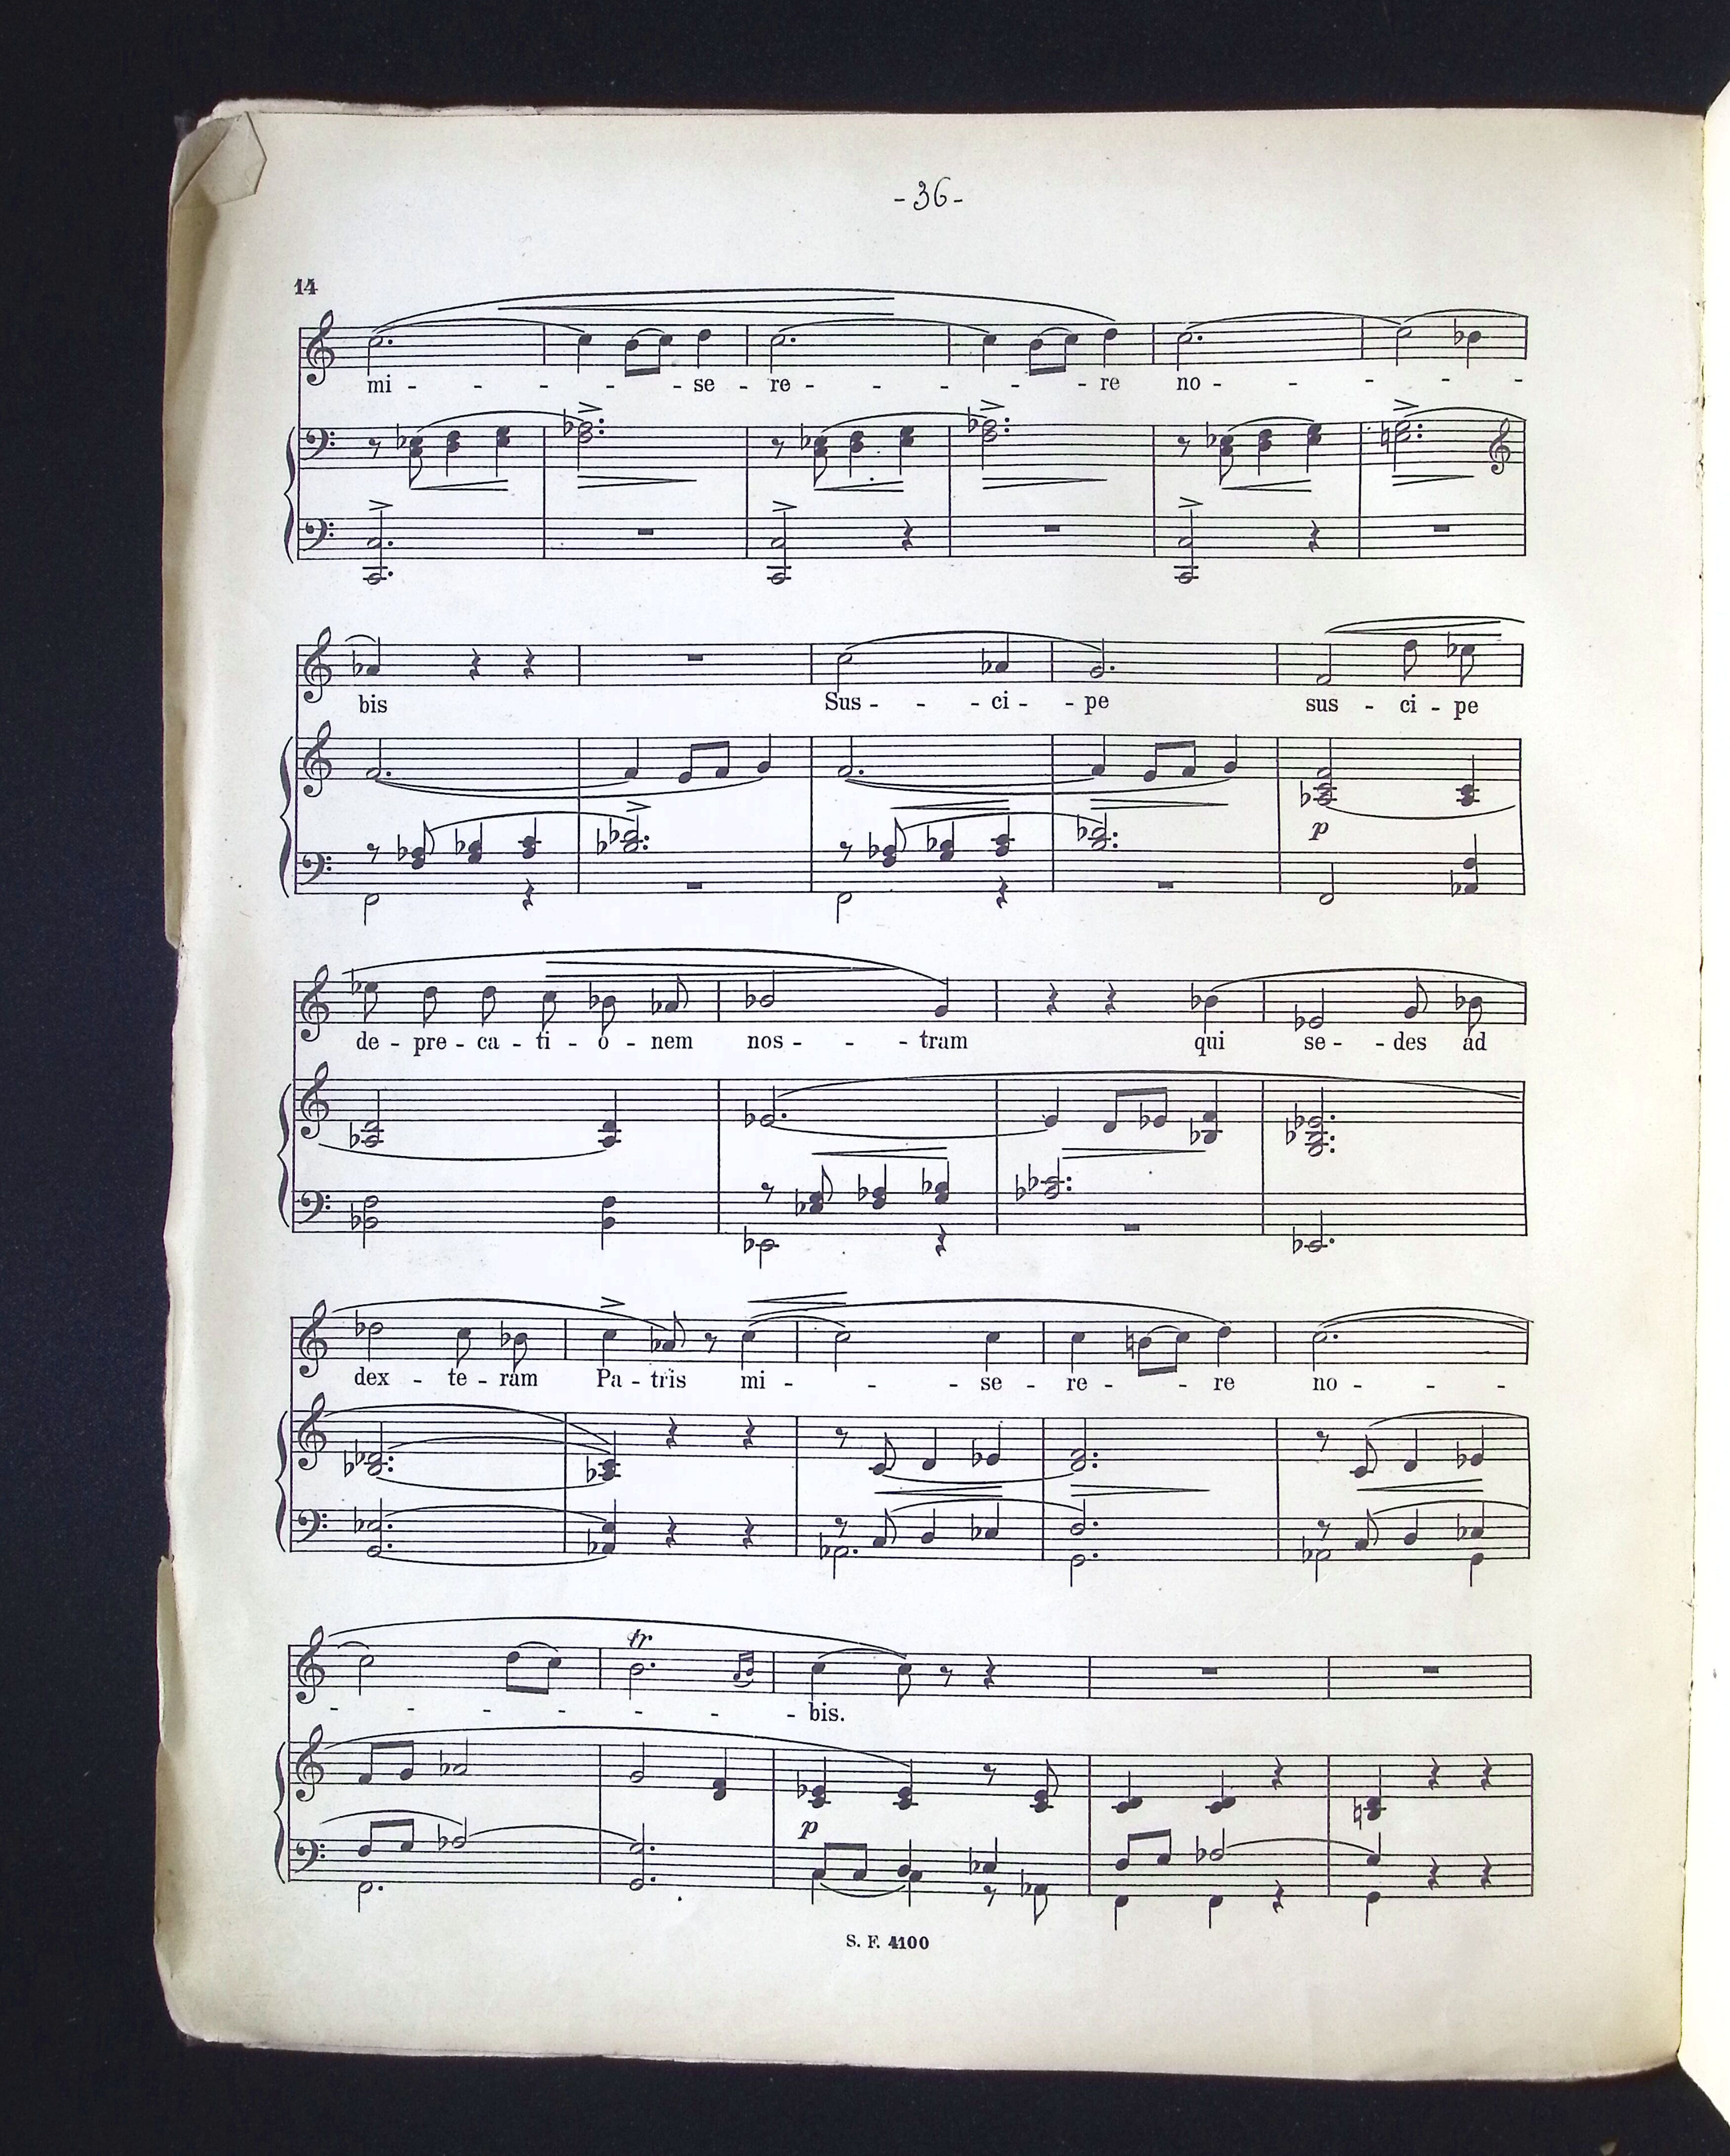 -36-
14
mi - - - - se - re - - - - re no - - - - -
bis Sus - - - ci - - pe sus - ci - pe
p
de - pre - ca - ti - o - nem nos - - - tram qui se - - des ad
dex - te - ram Pa - tris mi - - - se - re - - re no - - -
tr
- - - - - - - bis.
p
S. F. 4100